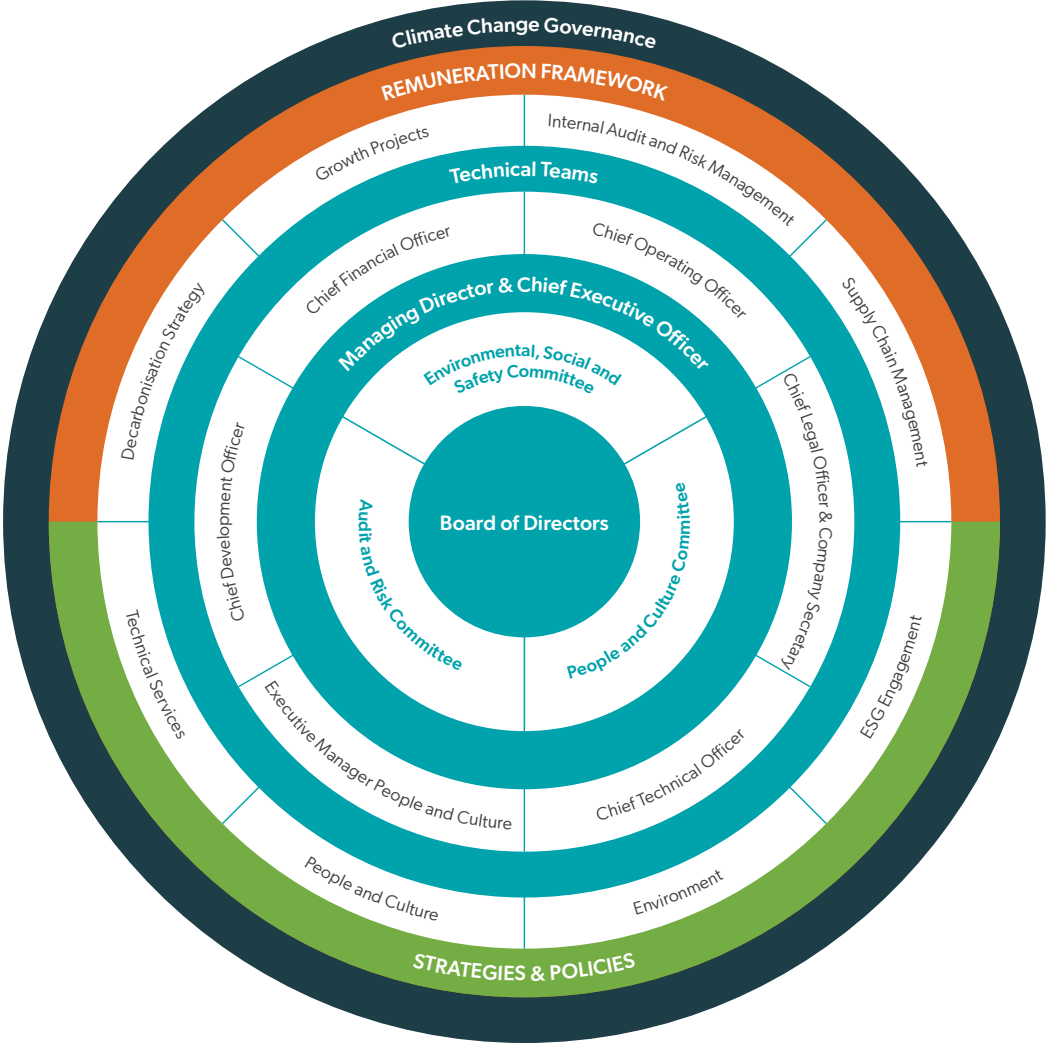 Climate Change Governance
REMUNERATION FRAMEWORK
Growth Projects
Internal Audit and Risk Management
Supply Chain Management
ESG Engagement
Environment
People and Culture
Technical Services
Decarbonisation Strategy
Technical Teams
Chief Financial Officer
Chief Operating Officer
Chief Legal Officer & Company Secretary
Chief Technical Officer
Executive Manager People and Culture
Chief Development Officer
Managing Director & Chief Executive Officer
Environmental, Social and
Safety Committee
People and Culture Committee
Audit and Risk Committee
Board of Directors
STRATEGIES & POLICIES